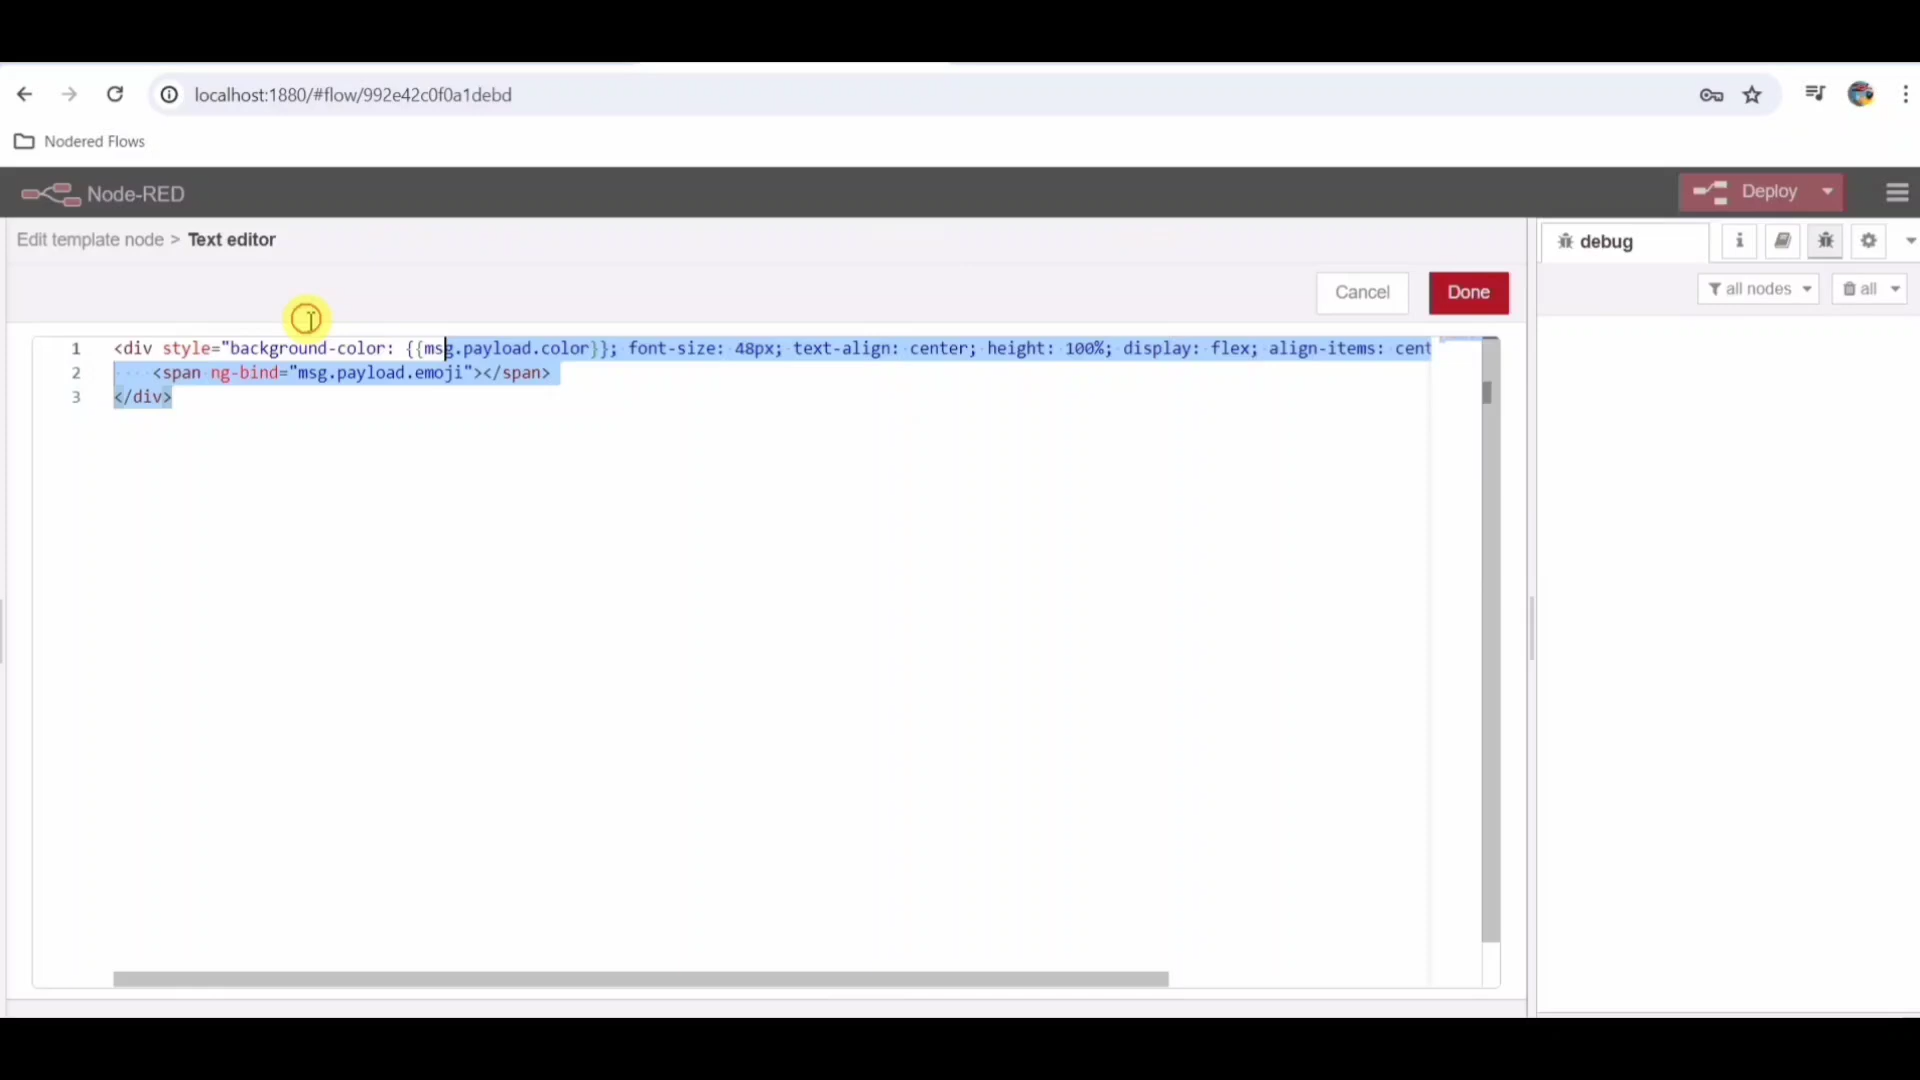 localhost:1880/#flow/992e42c0f0a1debd
Nodered Flows
Node-RED
Deploy
Edit template node > Text editor
debug
Cancel
Done
all nodes
all
1 <div style="background-color: {{msg.payload.color}}; font-size: 48px; text-align: center; height: 100%; display: flex; align-items: cent
2 <span ng-bind="msg.payload.emoji"></span>
3 </div>